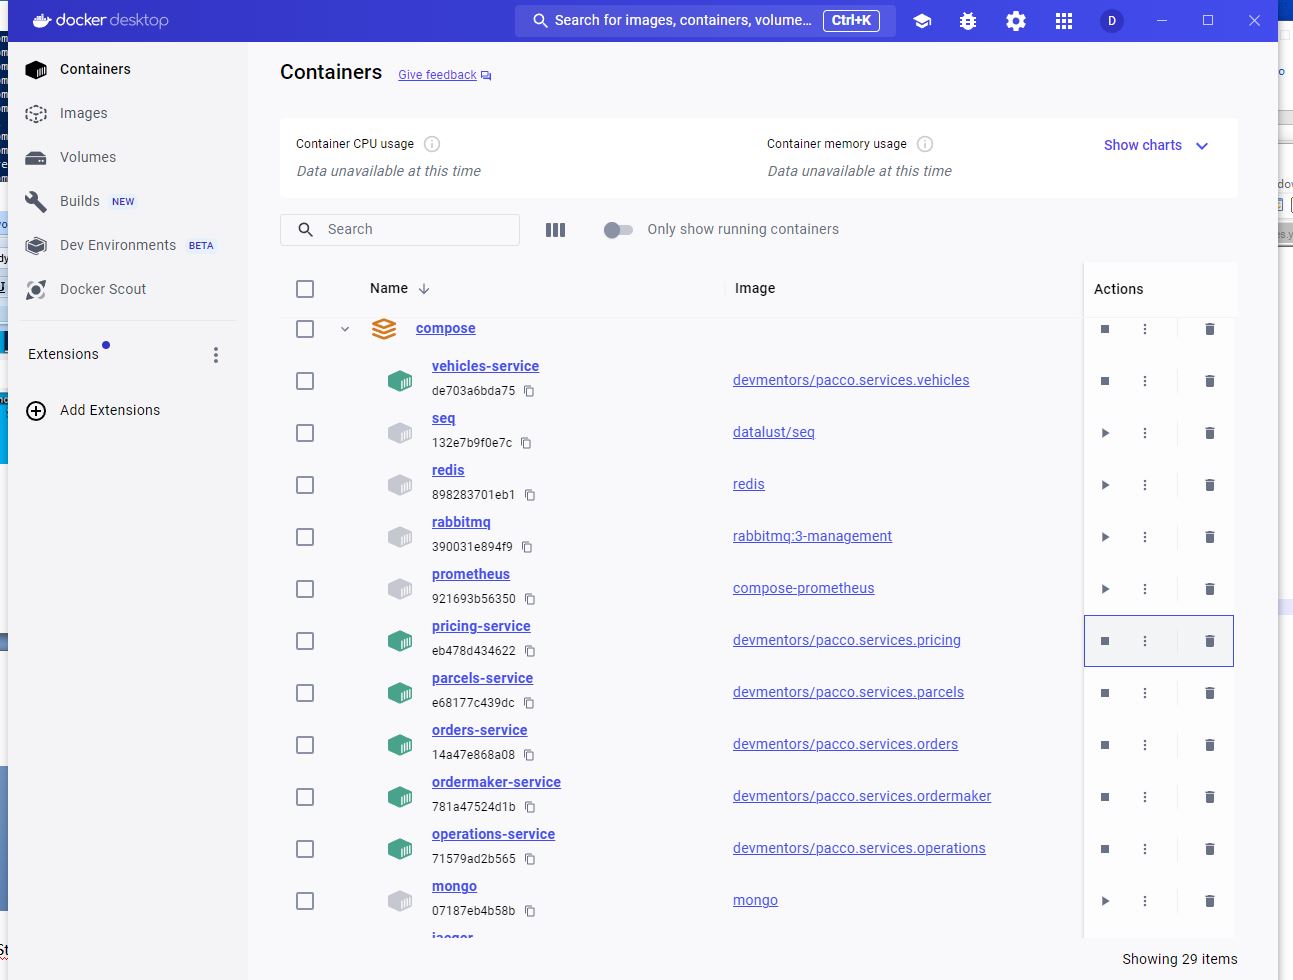 docker desktop
Search for images, containers, volume... Ctrl+K
D
Containers
Images
Volumes
Builds NEW
Dev Environments BETA
Docker Scout
Extensions
Add Extensions
Containers Give feedback
Container CPU usage
Data unavailable at this time
Container memory usage
Data unavailable at this time
Show charts
Search
Only show running containers
Name Image Actions
compose
vehicles-service
de703a6bda75
devmentors/pacco.services.vehicles
seq
132e7b9f0e7c
datalust/seq
redis
898283701eb1
redis
rabbitmq
390031e894f9
rabbitmq:3-management
prometheus
921693b56350
compose-prometheus
pricing-service
eb478d434622
devmentors/pacco.services.pricing
parcels-service
e68177c439dc
devmentors/pacco.services.parcels
orders-service
14a47e868a08
devmentors/pacco.services.orders
ordermaker-service
781a47524d1b
devmentors/pacco.services.ordermaker
operations-service
71579ad2b565
devmentors/pacco.services.operations
mongo
07187eb4b58b
mongo
jaeger
Showing 29 items